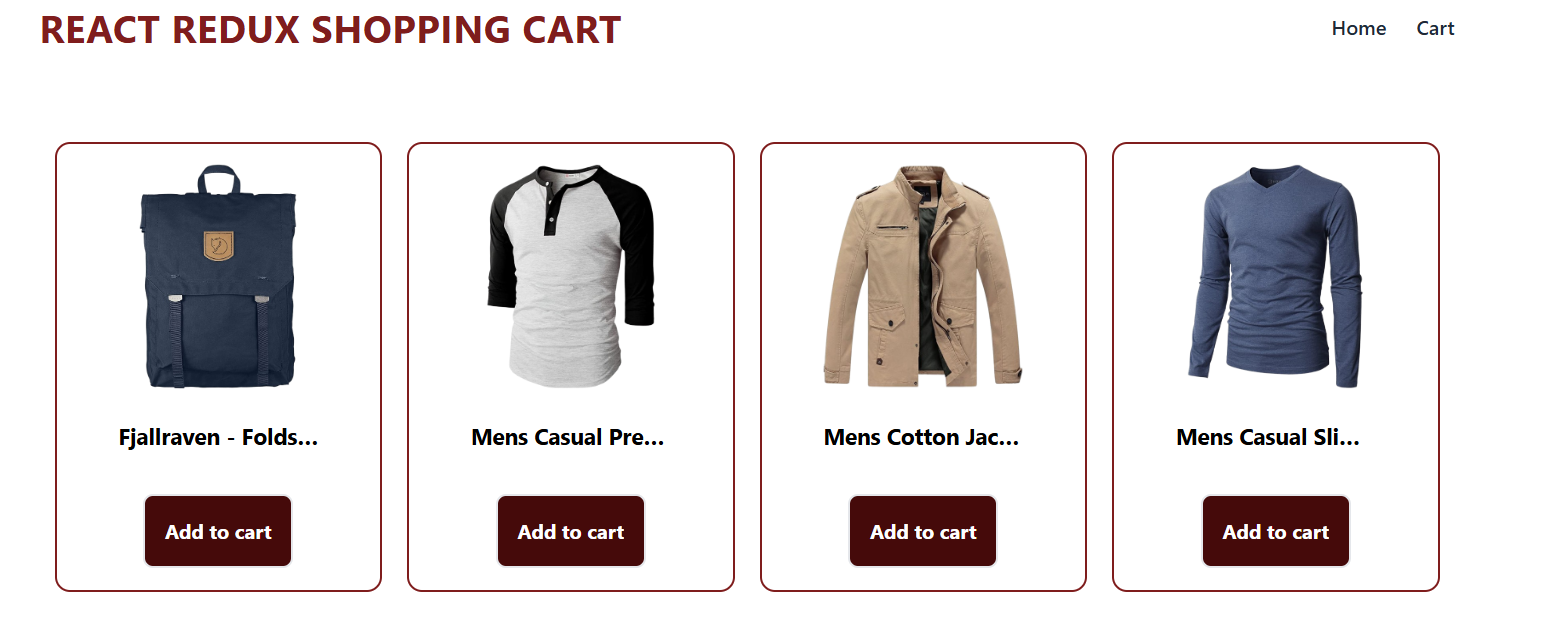 REACT REDUX SHOPPING CART
Home Cart
Fjallraven - Folds...
Mens Casual Pre...
Mens Cotton Jac...
Mens Casual Sli...
Add to cart
Add to cart
Add to cart
Add to cart